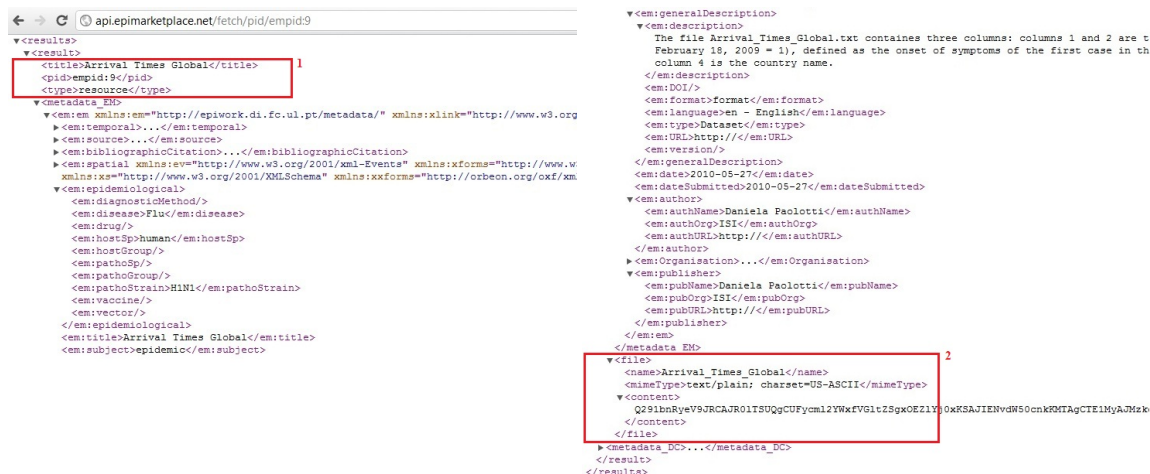 api.epimarketplace.net/fetch/pid/empid:9
▼<results>
▼<result>
<title>Arrival Times Global</title>
1
<pid>empid:9</pid>
<type>resource</type>
▼<metadata_EM>
▼<em:em xmlns:em="http://epiwork.di.fc.ul.pt/metadata/" xmlns:xlink="http://www.w3.org
▶<em:temporal>...</em:temporal>
▶<em:source>...</em:source>
▶<em:bibliographicCitation>...</em:bibliographicCitation>
▶<em:spatial xmlns:ev="http://www.w3.org/2001/xml-Events" xmlns:xforms="http://www.w
xmlns:xs="http://www.w3.org/2001/XMLSchema" xmlns:xxforms="http://orbeon.org/oxf/xml
▼<em:epidemiological>
<em:diagnosticMethod/>
<em:disease>Flu</em:disease>
<em:drug/>
<em:hostSp>human</em:hostSp>
<em:hostGroup/>
<em:pathoSp/>
<em:pathoGroup/>
<em:pathoStrain>H1N1</em:pathoStrain>
<em:vaccine/>
<em:vector/>
</em:epidemiological>
<em:title>Arrival Times Global</em:title>
<em:subject>epidemic</em:subject>
▼<em:generalDescription>
▼<em:description>
The file Arrival_Times_Global.txt containes three columns: columns 1 and 2 are t
February 18, 2009 = 1), defined as the onset of symptoms of the first case in th
column 4 is the country name.
</em:description>
<em:DOI/>
<em:format>format</em:format>
<em:language>en - English</em:language>
<em:type>Dataset</em:type>
<em:URL>http://</em:URL>
<em:version/>
</em:generalDescription>
<em:date>2010-05-27</em:date>
<em:dateSubmitted>2010-05-27</em:dateSubmitted>
▼<em:author>
<em:authName>Daniela Paolotti</em:authName>
<em:authOrg>ISI</em:authOrg>
<em:authURL>http://</em:authURL>
</em:author>
▶<em:Organisation>...</em:Organisation>
▼<em:publisher>
<em:pubName>Daniela Paolotti</em:pubName>
<em:pubOrg>ISI</em:pubOrg>
<em:pubURL>http://</em:pubURL>
</em:publisher>
</em:em>
</metadata_EM>
▼<file>
2
<name>Arrival_Times_Global</name>
<mimeType>text/plain; charset=US-ASCII</mimeType>
▼<content>
</content>
</file>
▶<metadata_DC>...</metadata_DC>
</result>
</results>